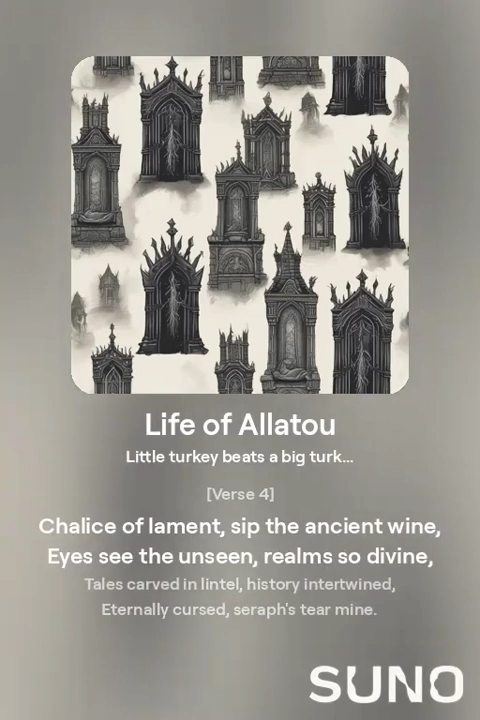 Life of Allatou
Little turkey beats a big turk...
[Verse 4]
Chalice of lament, sip the ancient wine,
Eyes see the unseen, realms so divine,
Tales carved in lintel, history intertwined,
Eternally cursed, seraph's tear mine.
SUNO